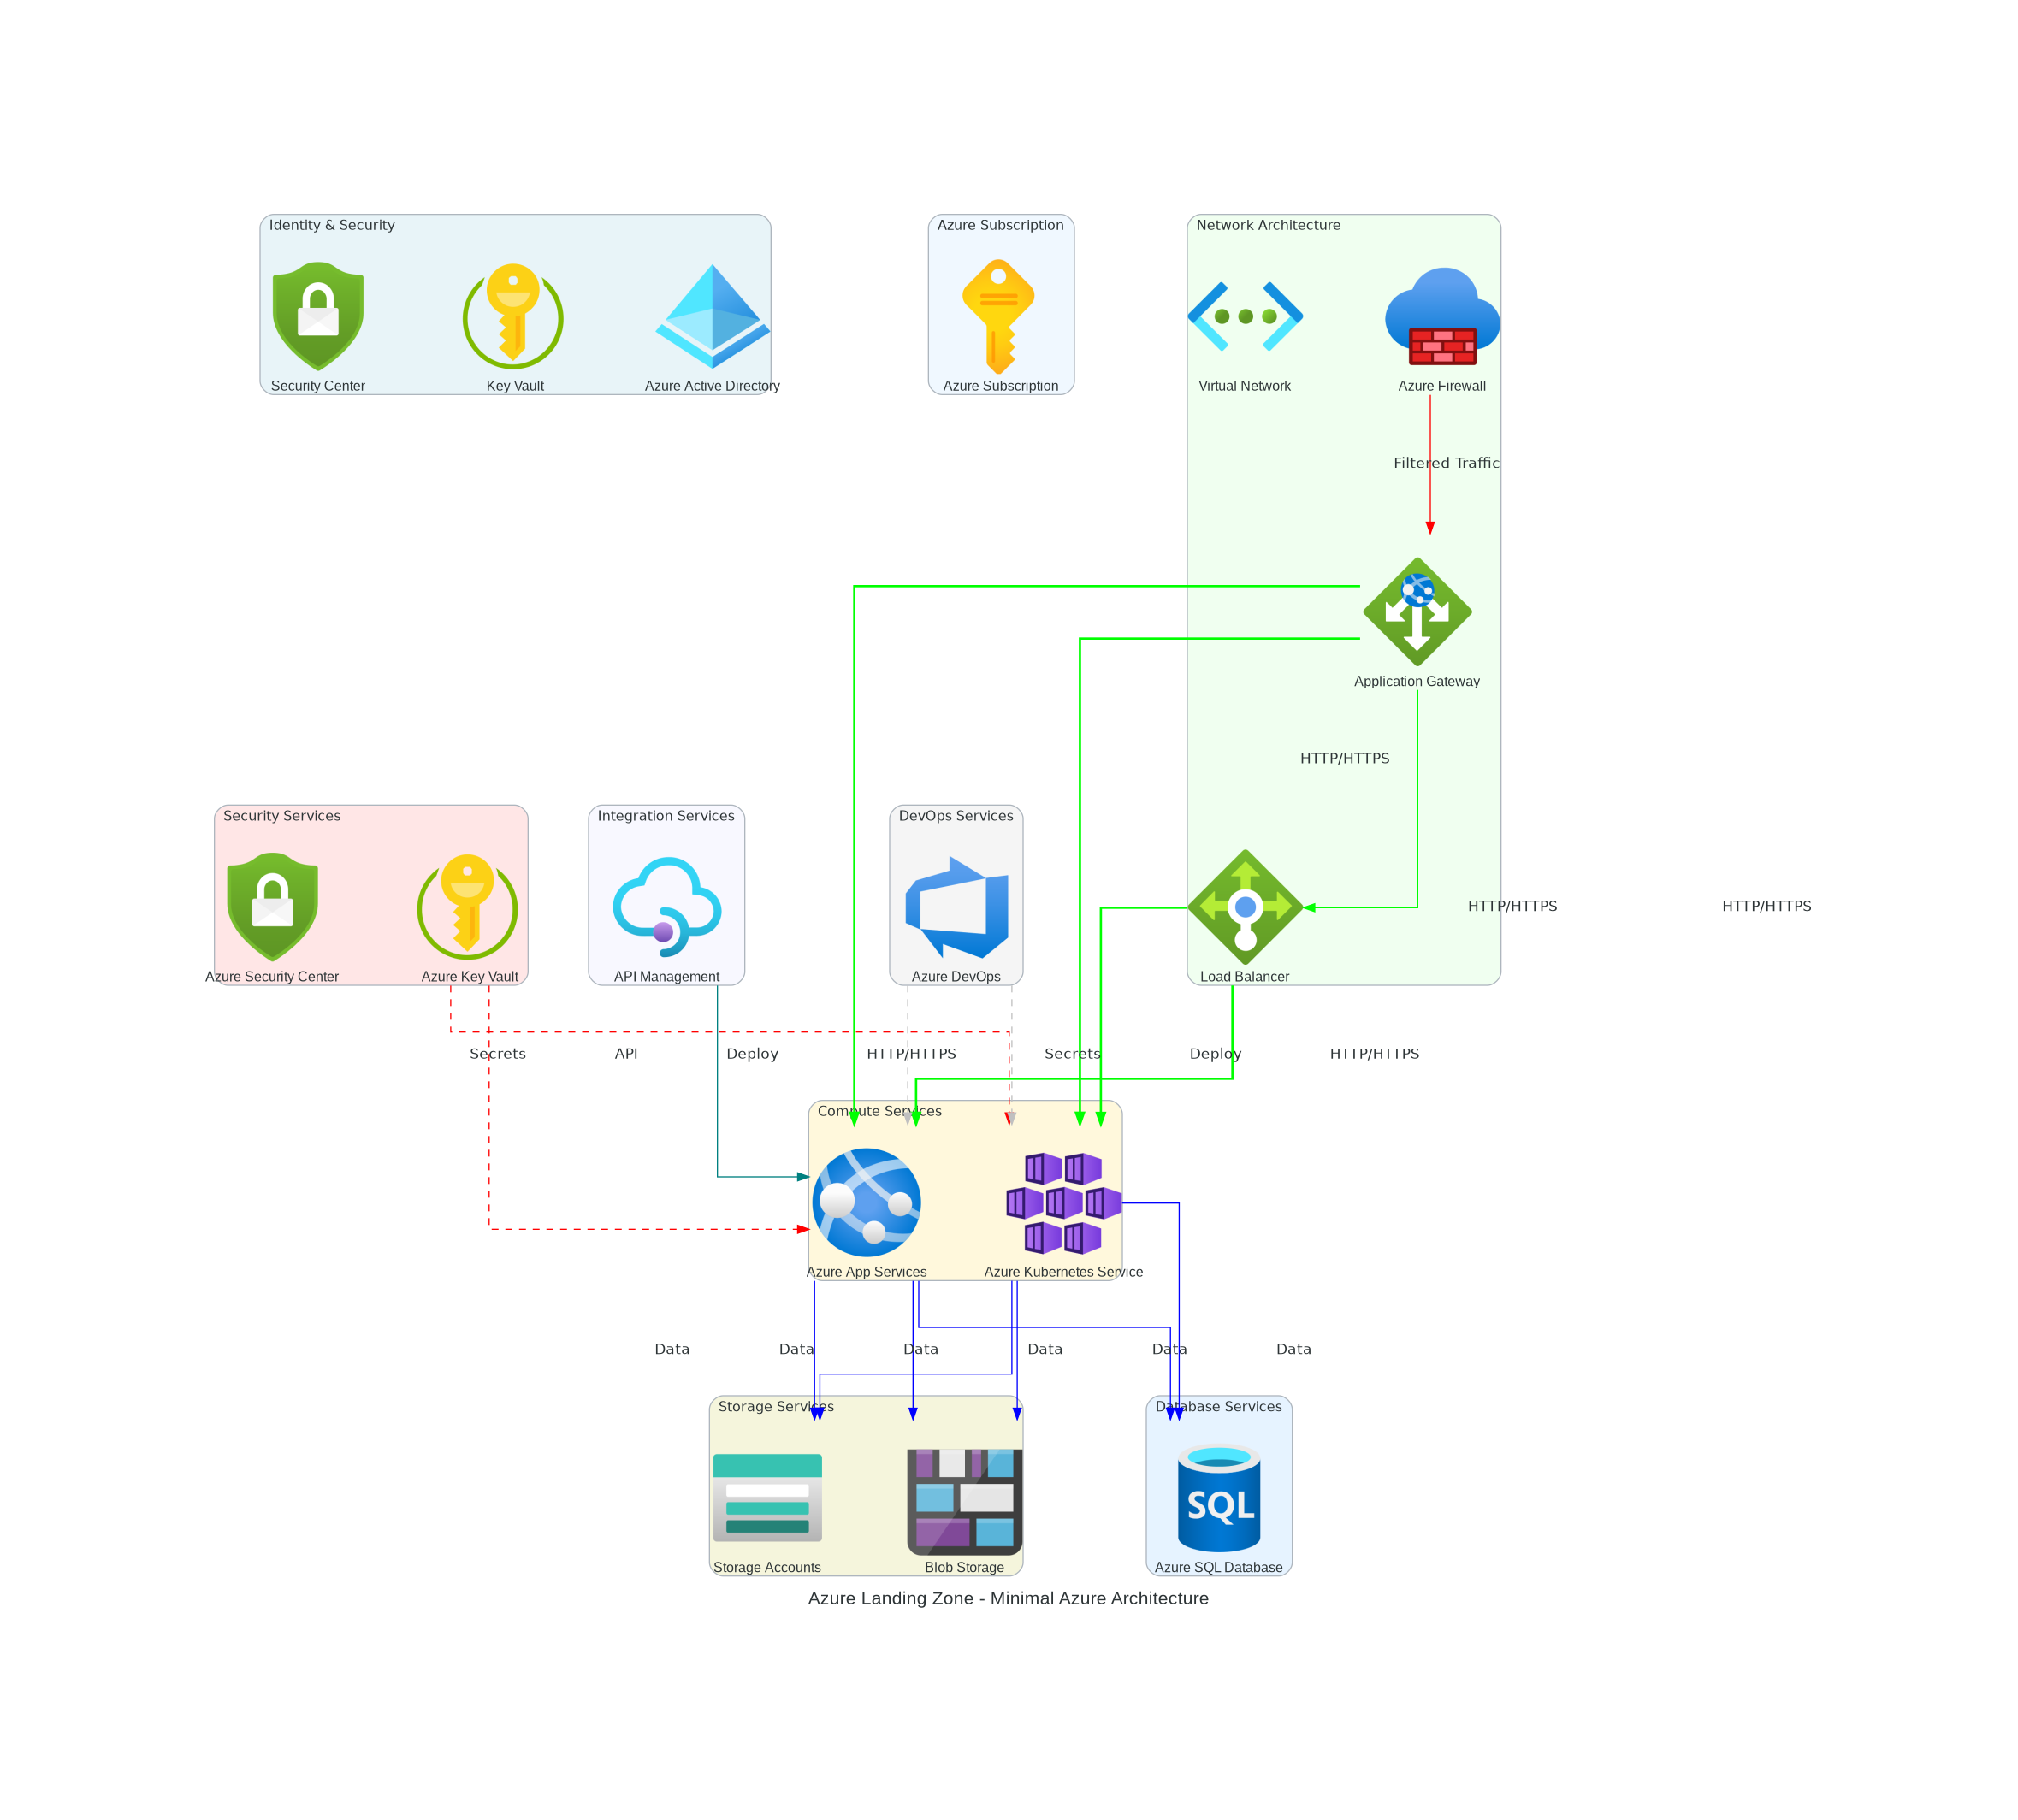 Identity & Security
Azure Subscription
Network Architecture
Security Center
Key Vault
Azure Active Directory
Azure Subscription
Virtual Network
Azure Firewall
Filtered Traffic
Application Gateway
HTTP/HTTPS
Security Services
Integration Services
DevOps Services
HTTP/HTTPS
HTTP/HTTPS
Azure Security Center
Azure Key Vault
API Management
Azure DevOps
Load Balancer
Secrets
API
Deploy
HTTP/HTTPS
Secrets
Deploy
HTTP/HTTPS
Compute Services
Azure App Services
Azure Kubernetes Service
Data
Data
Data
Data
Data
Data
Storage Services
Database Services
SQL
Storage Accounts
Blob Storage
Azure SQL Database
Azure Landing Zone - Minimal Azure Architecture